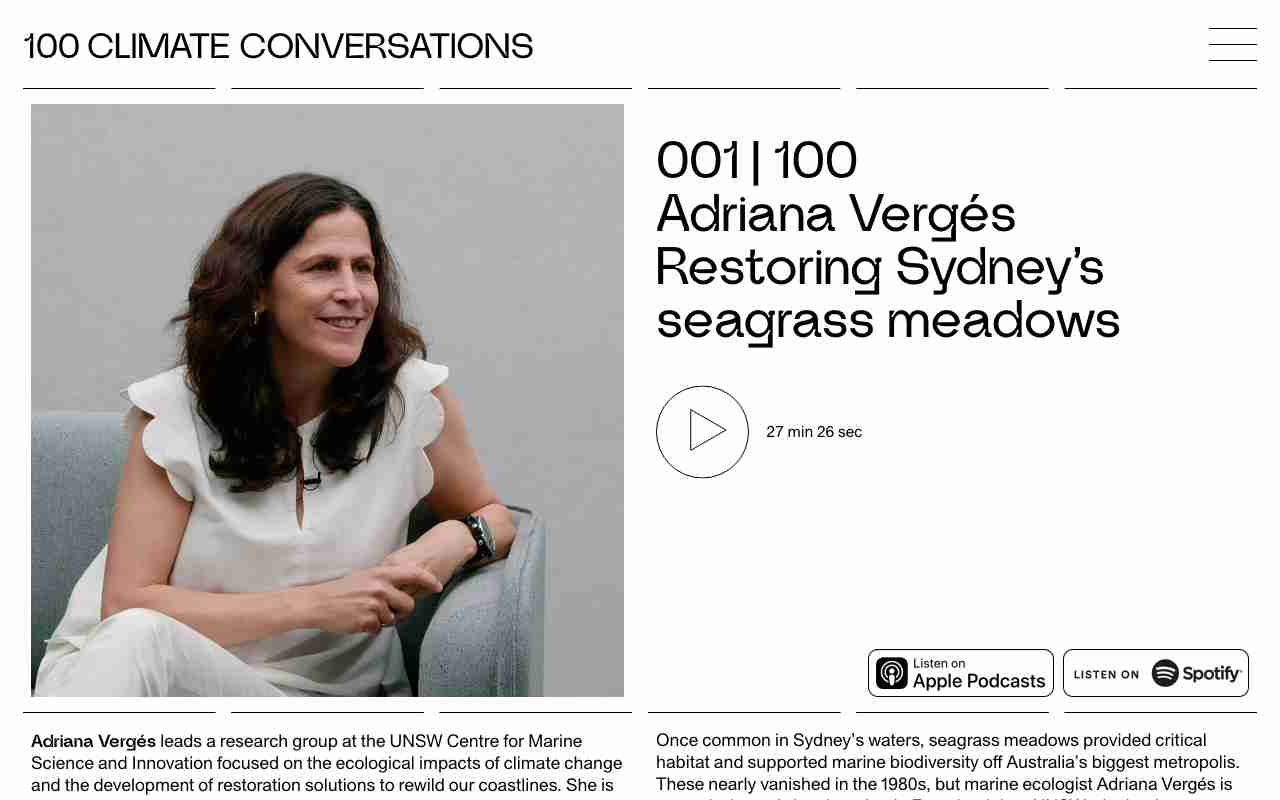 100 CLIMATE CONVERSATIONS
001 | 100
Adriana Vergés
Restoring Sydney’s
seagrass meadows
27 min 26 sec
Listen on
Apple Podcasts
LISTEN ON Spotify
Adriana Vergés leads a research group at the UNSW Centre for Marine
Science and Innovation focused on the ecological impacts of climate change
and the development of restoration solutions to rewild our coastlines. She is
Once common in Sydney’s waters, seagrass meadows provided critical
habitat and supported marine biodiversity off Australia’s biggest metropolis.
These nearly vanished in the 1980s, but marine ecologist Adriana Vergés is